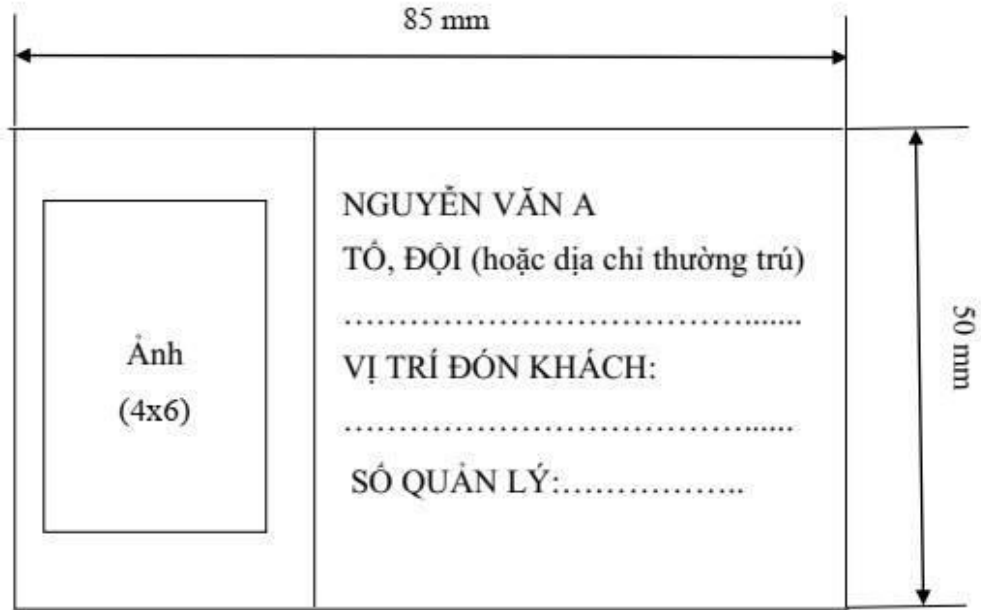 85 mm
NGUYỄN VĂN A
TỔ, ĐỘI (hoặc dịa chỉ thường trú)
……………………………….......
Ảnh
(4x6)
VỊ TRÍ ĐÓN KHÁCH:
………………………………......
SỐ QUẢN LÝ:……………..
50 mm